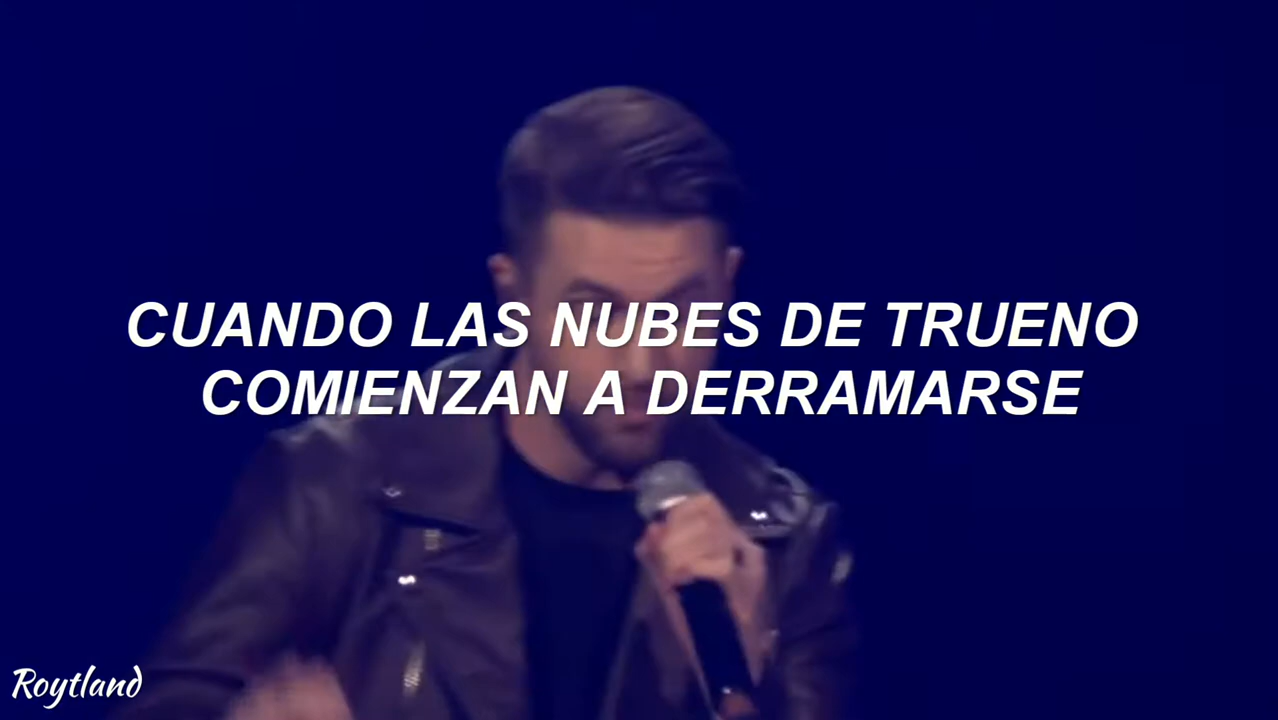 CUANDO LAS NUBES DE TRUENO
COMIENZAN A DERRAMARSE
Roytland